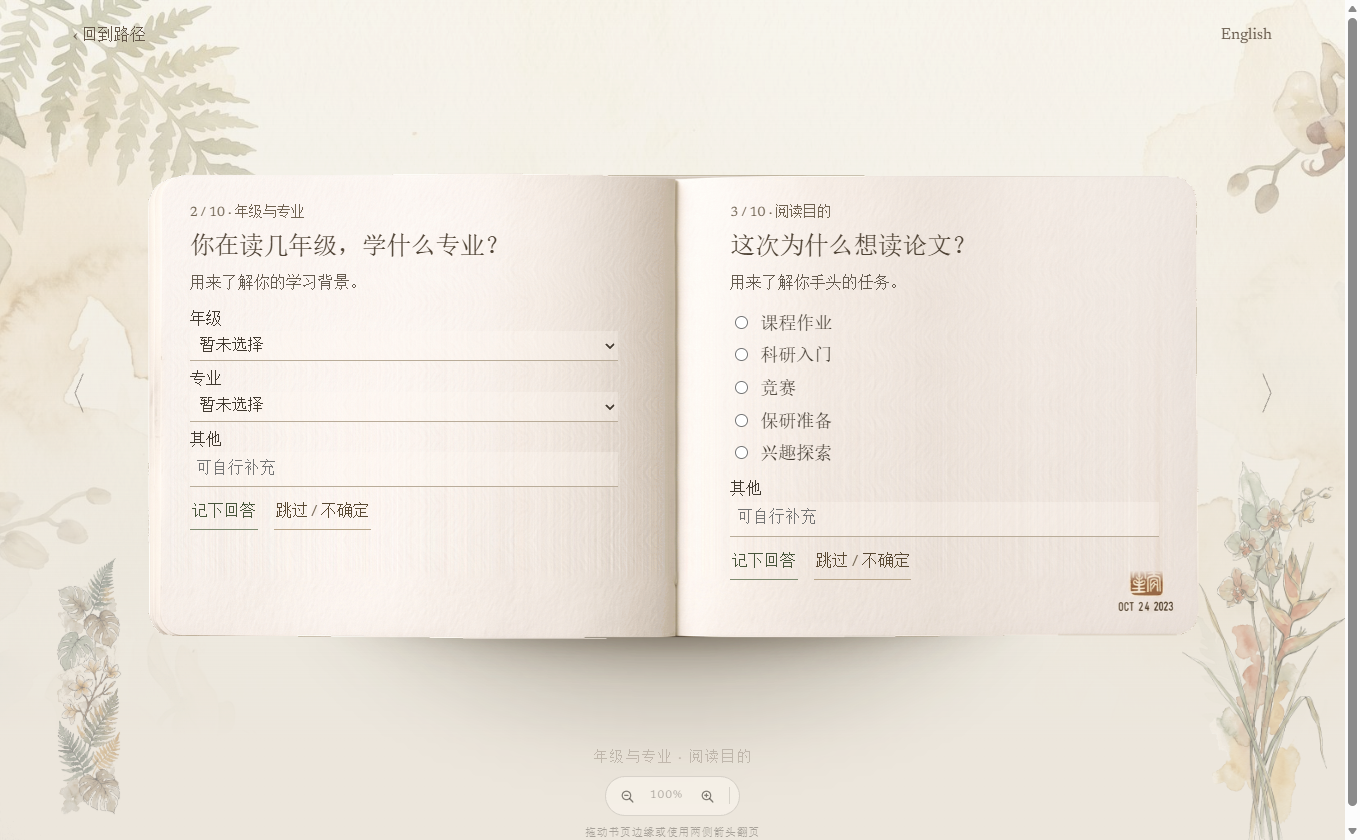 ‹ 回到路径
English
2 / 10 · 年级与专业
你在读几年级，学什么专业？
用来了解你的学习背景。
年级
暂未选择
专业
暂未选择
其他
可自行补充
记下回答 跳过 / 不确定
3 / 10 · 阅读目的
这次为什么想读论文？
用来了解你手头的任务。
课程作业
科研入门
竞赛
保研准备
兴趣探索
其他
可自行补充
记下回答 跳过 / 不确定
OCT 24 2023
年级与专业 · 阅读目的
100%
拖动书页边缘或使用两侧箭头翻页